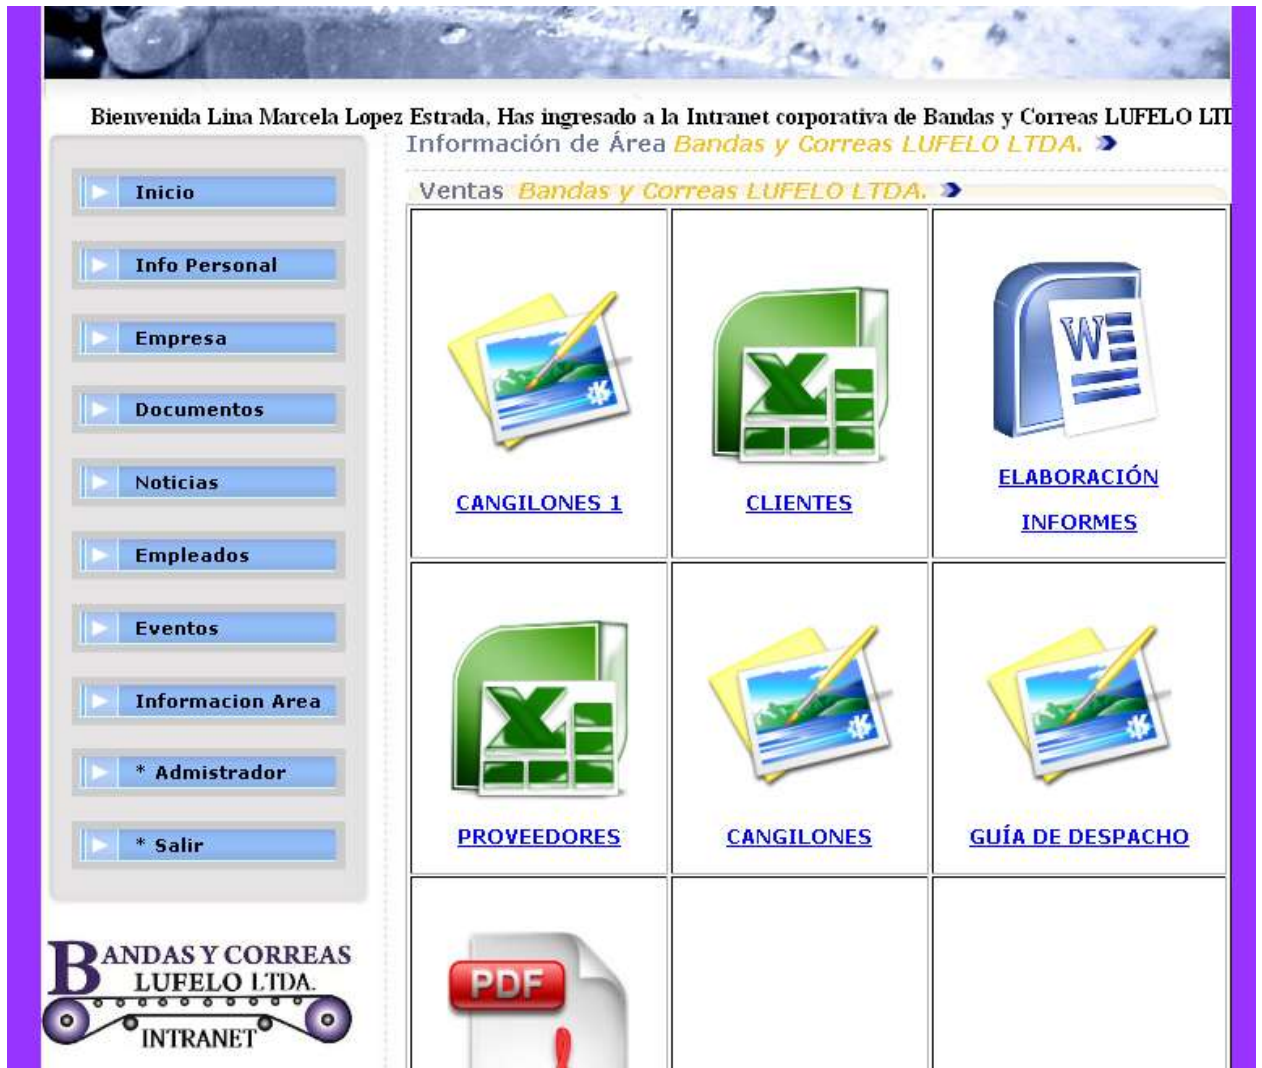 Bienvenida Lina Marcela Lopez Estrada, Has ingresado a la Intranet corporativa de Bandas y Correas LUFELO
Información de Área Bandas y Correas LUFELO LTDA.
Ventas Bandas y Correas LUFELO LTDA.
Inicio
Info Personal
Empresa
Documentos
Noticias
Empleados
Eventos
Informacion Area
* Admistrador
* Salir
BANDAS Y CORREAS
LUFELO LTDA.
INTRANET
CANGILONES 1
CLIENTES
W
ELABORACIÓN
INFORMES
PROVEEDORES
CANGILONES
GUÍA DE DESPACHO
PDF